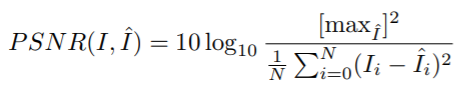 PSNR(I, Î) = 10 log₁₀ [max_Î]² / (1/N ∑_{i=0}^{N} (I_i − Î_i)²)